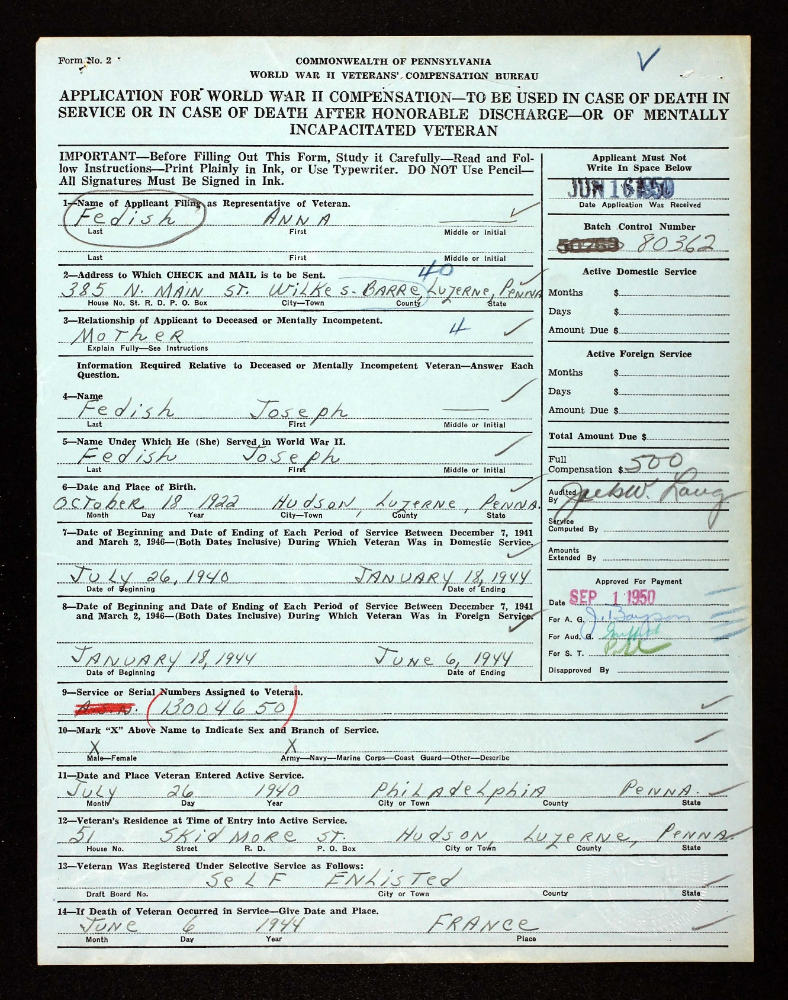 Form No. 2
COMMONWEALTH OF PENNSYLVANIA
WORLD WAR II VETERANS' COMPENSATION BUREAU
APPLICATION FOR WORLD WAR II COMPENSATION—TO BE USED IN CASE OF DEATH IN
SERVICE OR IN CASE OF DEATH AFTER HONORABLE DISCHARGE—OR OF MENTALLY
INCAPACITATED VETERAN
IMPORTANT—Before Filling Out This Form, Study it Carefully—Read and Fol-
low Instructions—Print Plainly in Ink, or Use Typewriter. DO NOT Use Pencil—
All Signatures Must Be Signed in Ink.
1—Name of Applicant Filing as Representative of Veteran.
Fedish ANNA
Last First Middle or Initial
Last First Middle or Initial
2—Address to Which CHECK and MAIL is to be Sent.
40
385 N. MAIN ST. WILKES-BARRE, LUZERNE, PENNA
House No. St. R. D. P. O. Box City—Town County State
3—Relationship of Applicant to Deceased or Mentally Incompetent.
MOTHER 4
Explain Fully—See Instructions
Information Required Relative to Deceased or Mentally Incompetent Veteran—Answer Each
Question.
4—Name
Fedish Joseph
Last First Middle or Initial
5—Name Under Which He (She) Served in World War II.
Fedish Joseph
Last First Middle or Initial
6—Date and Place of Birth.
OCTOBER 18 1922 HUDSON, LUZERNE, PENNA.
Month Day Year City—Town County State
7—Date of Beginning and Date of Ending of Each Period of Service Between December 7, 1941
and March 2, 1946—(Both Dates Inclusive) During Which Veteran Was in Domestic Service.
JULY 26, 1940 JANUARY 18, 1944
Date of Beginning Date of Ending
8—Date of Beginning and Date of Ending of Each Period of Service Between December 7, 1941
and March 2, 1946—(Both Dates Inclusive) During Which Veteran Was in Foreign Service.
JANUARY 18, 1944 JUNE 6, 1944
Date of Beginning Date of Ending
Applicant Must Not
Write In Space Below
JUN 16 1950
Date Application Was Received
Batch Control Number
80362
Active Domestic Service
Months $
Days $
Amount Due $
Active Foreign Service
Months $
Days $
Amount Due $
Total Amount Due $
Full
Compensation $ 500
Audited
By Jack W. Laug
Service
Computed By
Amounts
Extended By
Approved For Payment
Date SEP 1 1950
For A. G.
For Aud. G.
For S. T.
Disapproved By
9—Service or Serial Numbers Assigned to Veteran.
A.S.N. (13004650)
10—Mark "X" Above Name to Indicate Sex and Branch of Service.
X X
Male—Female Army—Navy—Marine Corps—Coast Guard—Other—Describe
11—Date and Place Veteran Entered Active Service.
JULY 26 1940 PHILADELPHIA PENNA.
Month Day Year City or Town County State
12—Veteran's Residence at Time of Entry into Active Service.
51 SKIDMORE ST. HUDSON, LUZERNE, PENNA.
House No. Street R. D. P. O. Box City or Town County State
13—Veteran Was Registered Under Selective Service as Follows:
SELF ENLISTED
Draft Board No. City or Town County State
14—If Death of Veteran Occurred in Service—Give Date and Place.
JUNE 6 1944 FRANCE
Month Day Year Place